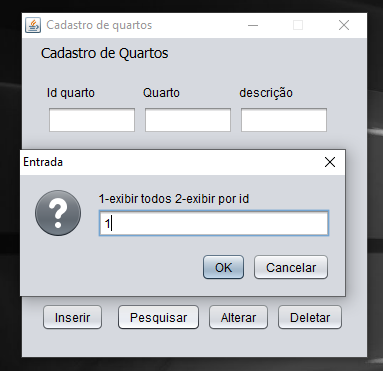 Cadastro de quartos
Cadastro de Quartos
Id quarto Quarto descrição
Entrada
1-exibir todos 2-exibir por id
1
OK Cancelar
Inserir Pesquisar Alterar Deletar